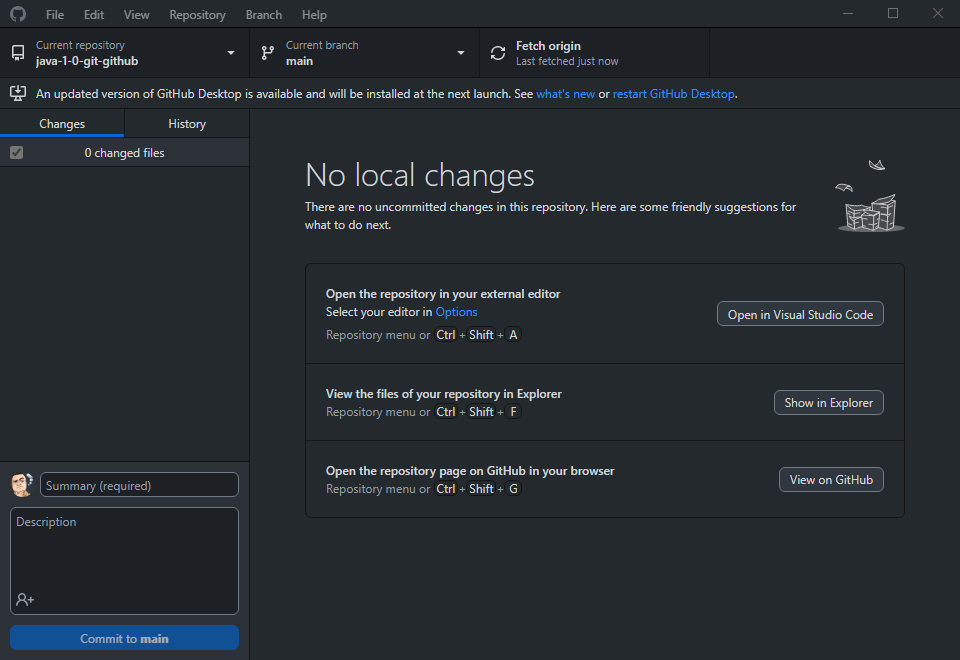 File Edit View Repository Branch Help
Current repository
java-1-0-git-github
Current branch
main
Fetch origin
Last fetched just now
An updated version of GitHub Desktop is available and will be installed at the next launch. See what's new or restart GitHub Desktop.
Changes
History
0 changed files
No local changes
There are no uncommitted changes in this repository. Here are some friendly suggestions for
what to do next.
Open the repository in your external editor
Select your editor in Options
Repository menu or Ctrl + Shift + A
Open in Visual Studio Code
View the files of your repository in Explorer
Repository menu or Ctrl + Shift + F
Show in Explorer
Open the repository page on GitHub in your browser
Repository menu or Ctrl + Shift + G
View on GitHub
Summary (required)
Description
Commit to main